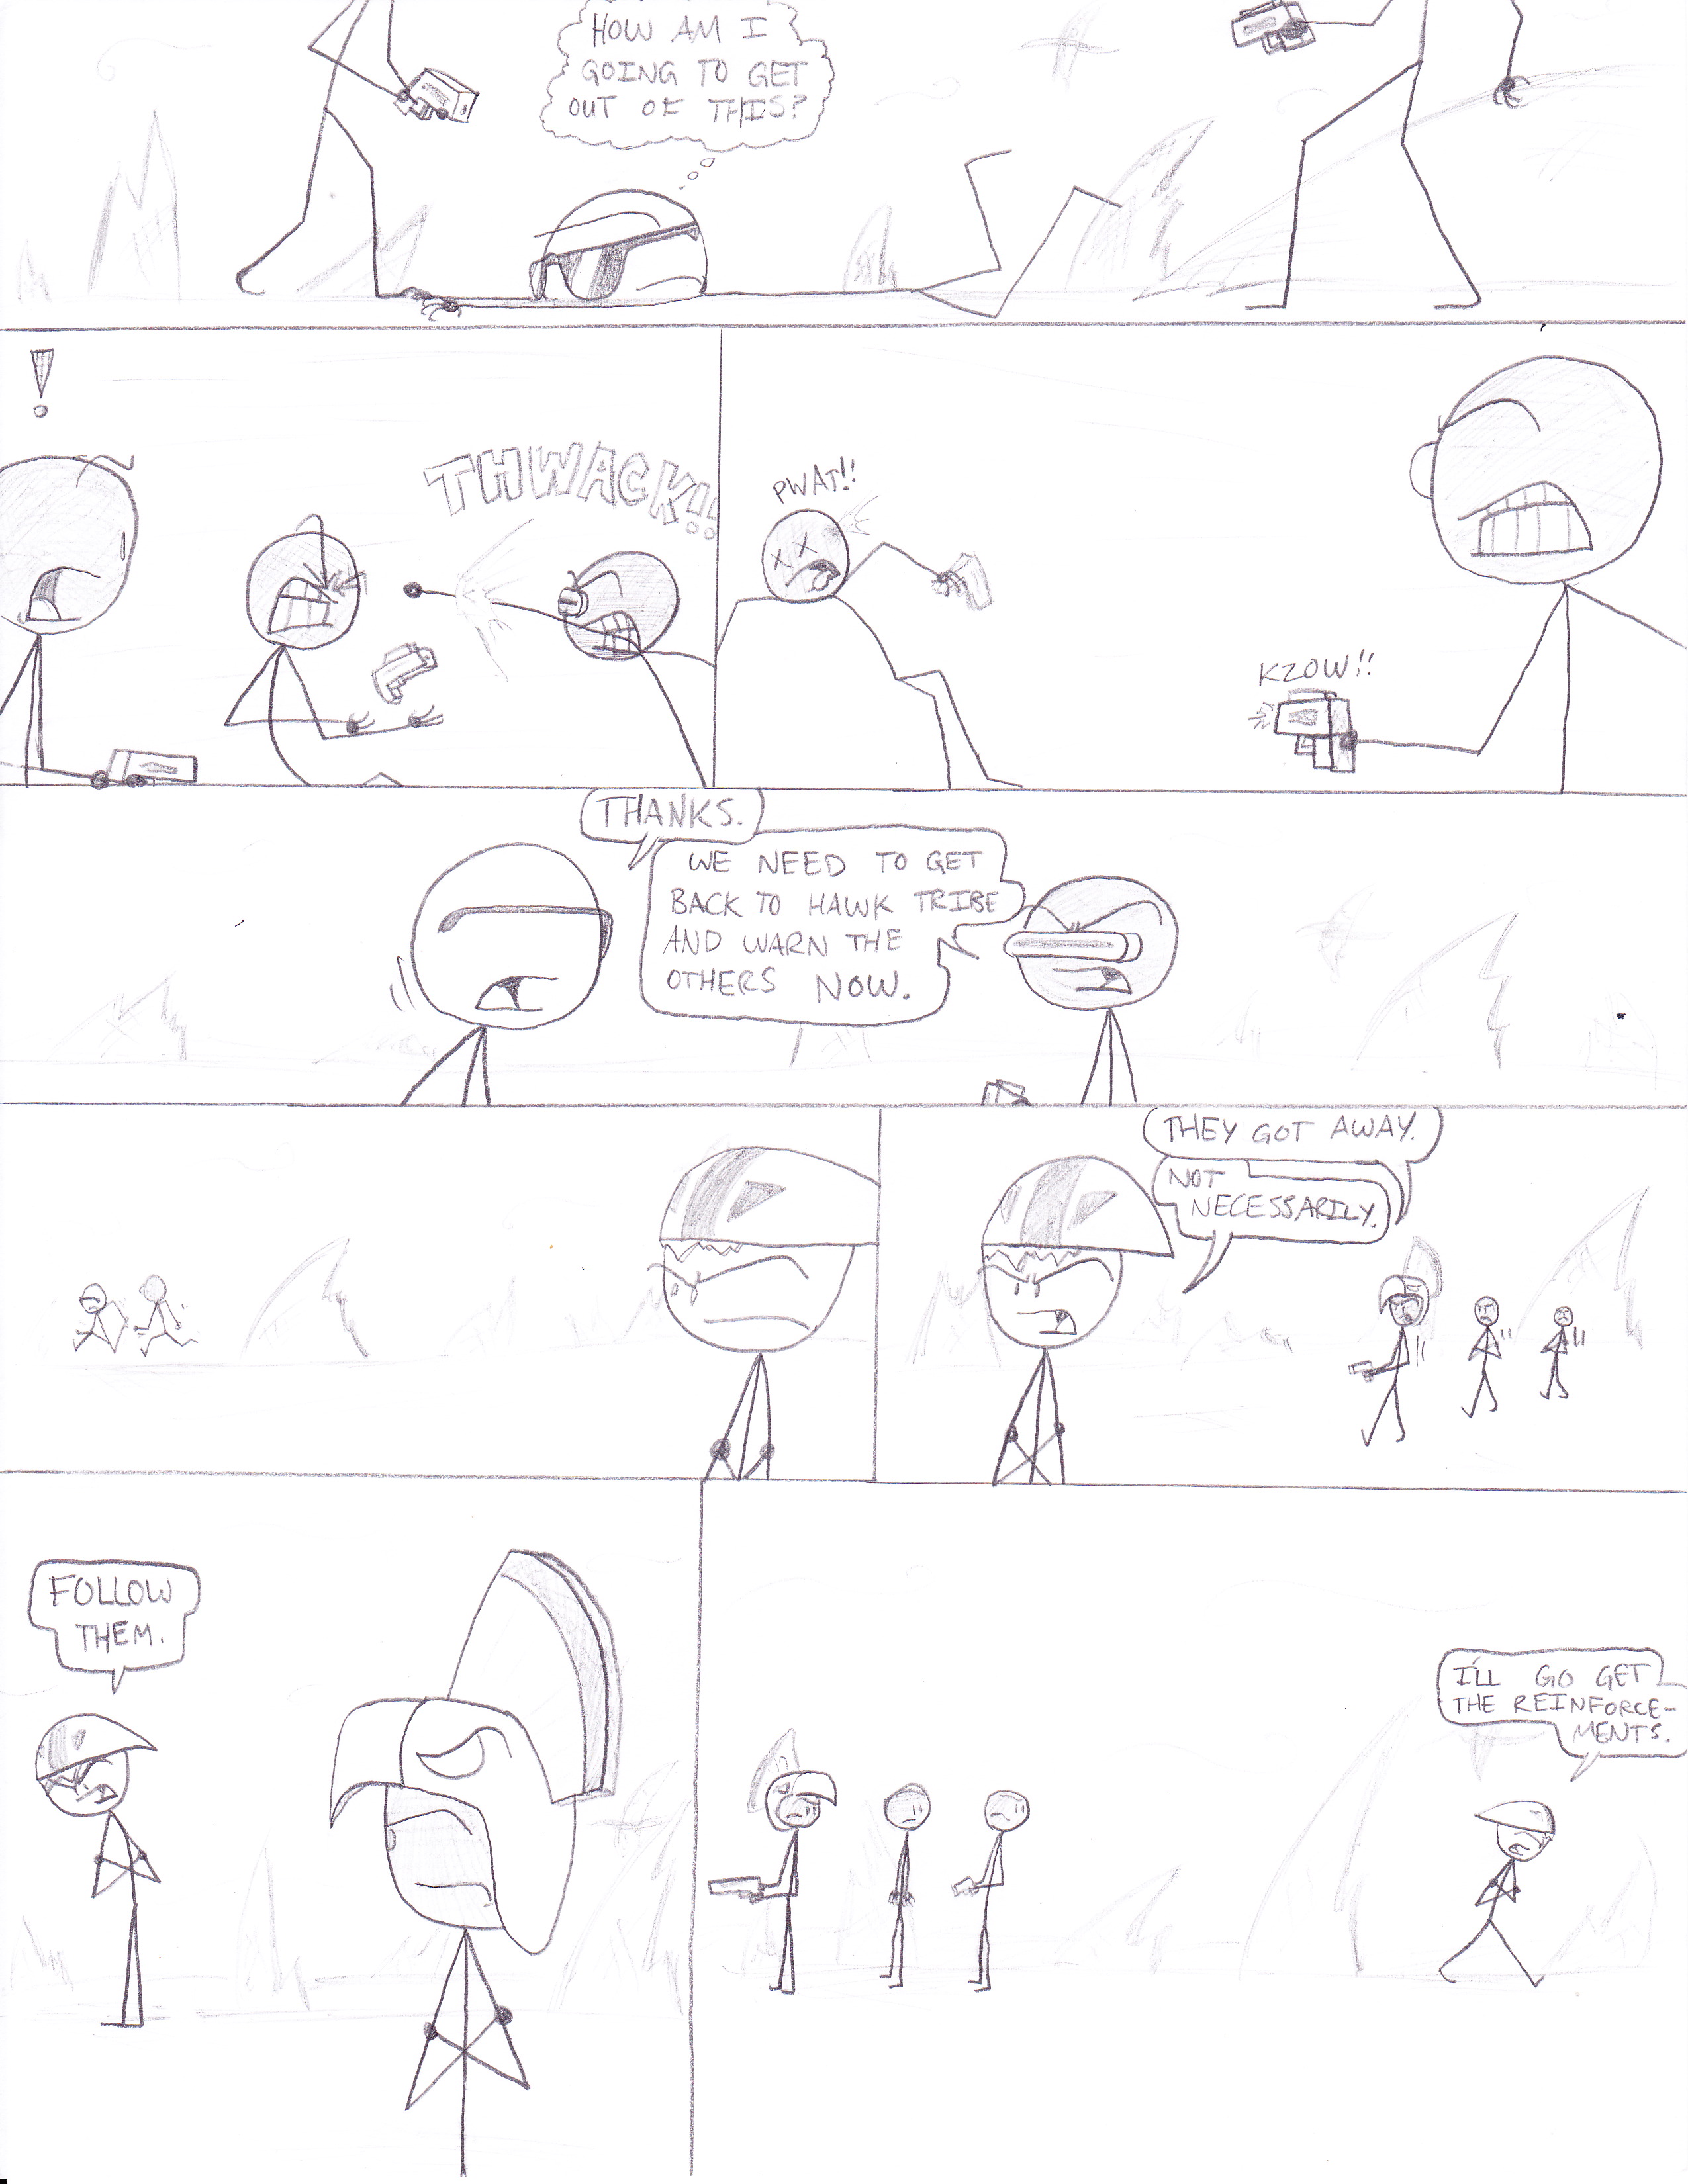 HOW AM I
GOING TO GET
OUT OF THIS?
!
THWACK!!
PWAT!!
KZOW!!
THANKS.
WE NEED TO GET
BACK TO HAWK TRIBE
AND WARN THE
OTHERS NOW.
THEY GOT AWAY.
NOT
NECESSARILY.
FOLLOW
THEM.
I'LL GO GET
THE REINFORCE-
MENTS.